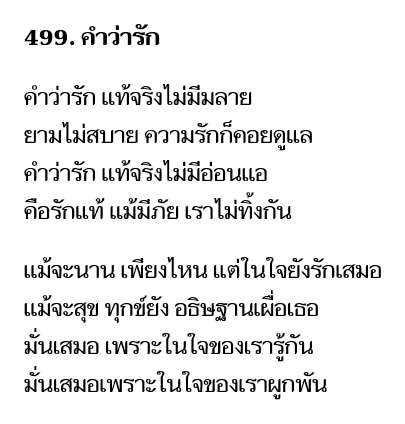 499. คำว่ารัก
คำว่ารัก แท้จริงไม่มีมลาย
ยามไม่สบาย ความรักก็คอยดูแล
คำว่ารัก แท้จริงไม่มีอ่อนแอ
คือรักแท้ แม้มีภัย เราไม่ทิ้งกัน
แม้จะนาน เพียงไหน แต่ในใจยังรักเสมอ
แม้จะสุข ทุกข์ยัง อธิษฐานเผื่อเธอ
มั่นเสมอ เพราะในใจของเรารู้กัน
มั่นเสมอเพราะในใจของเราผูกพัน